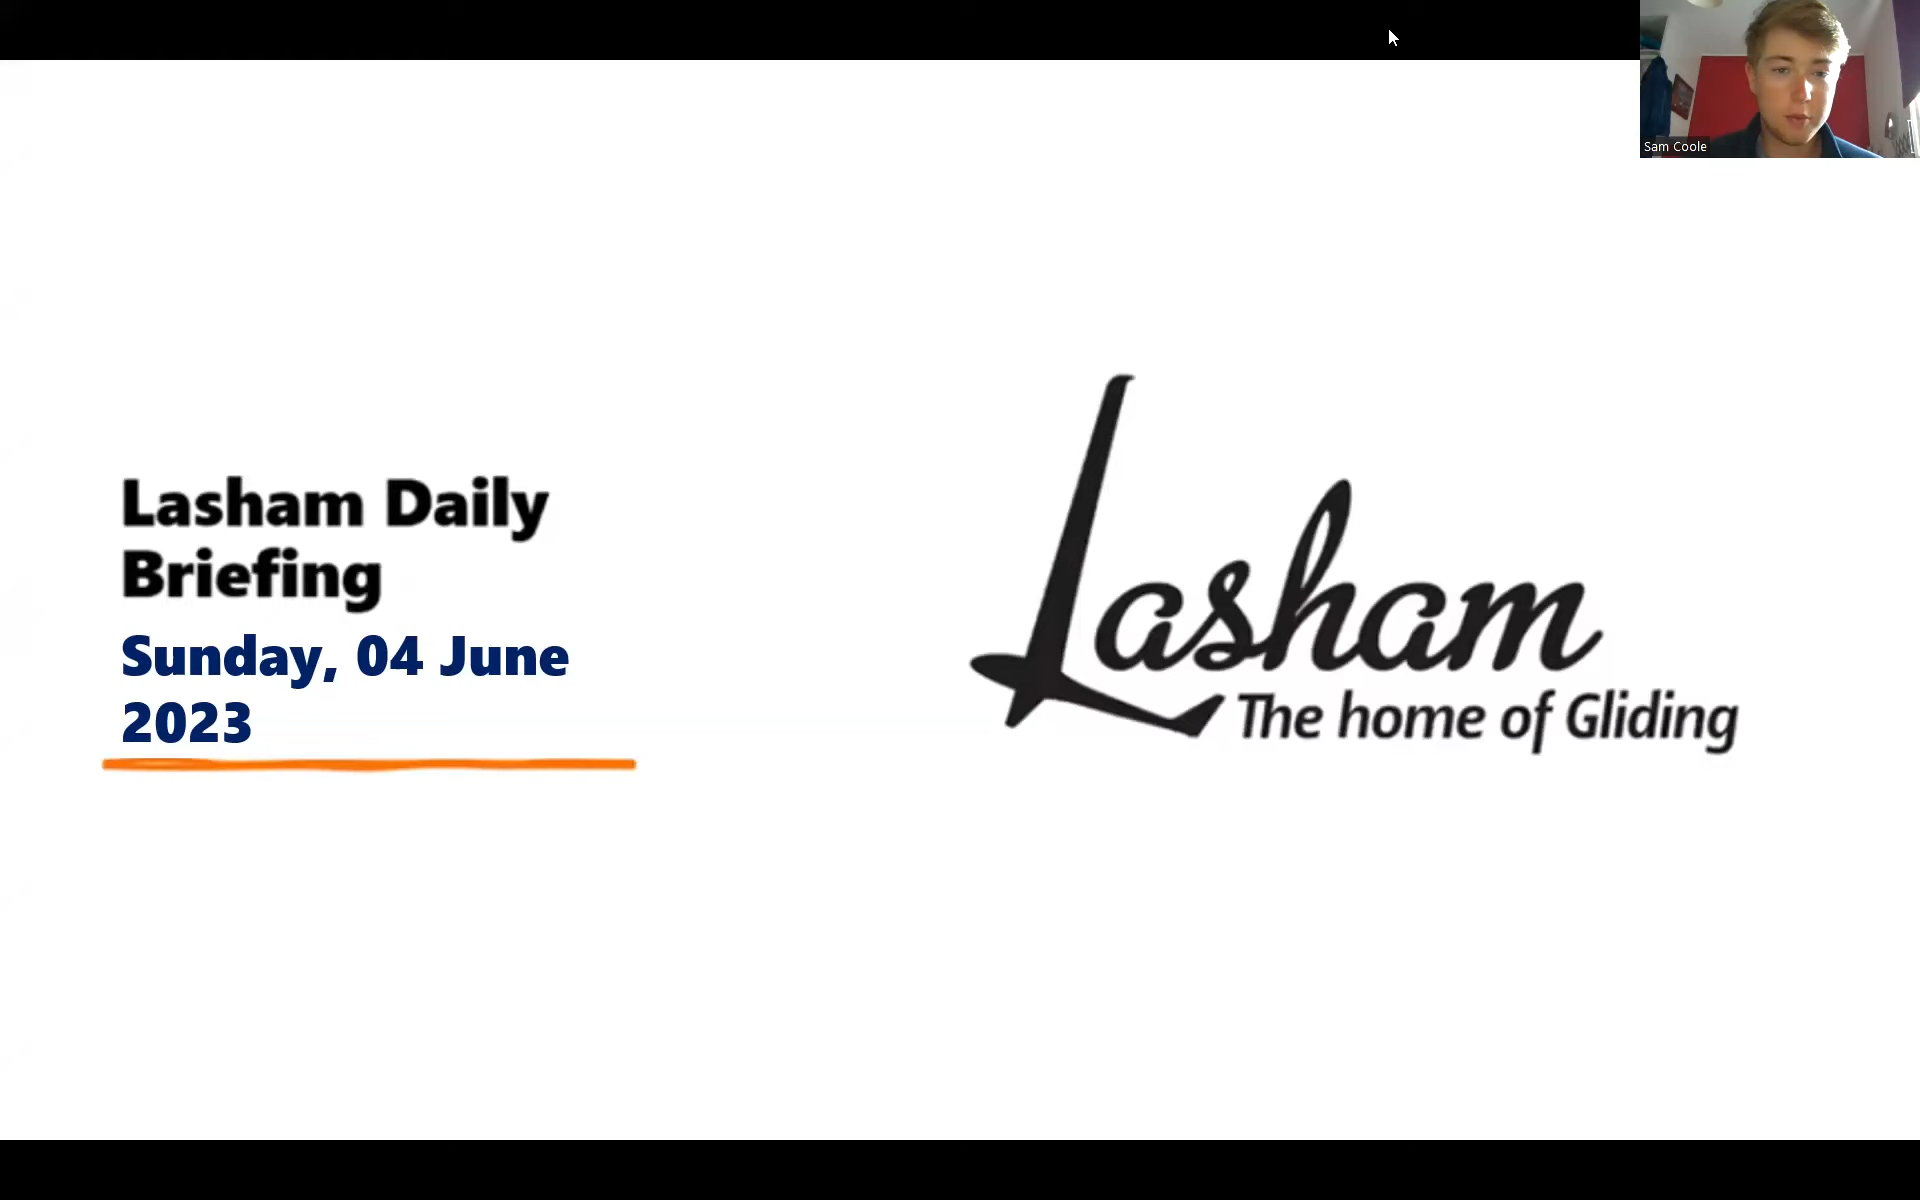 Sam Coole
Lasham Daily
Briefing
Sunday, 04 June
2023
Lasham
The home of Gliding